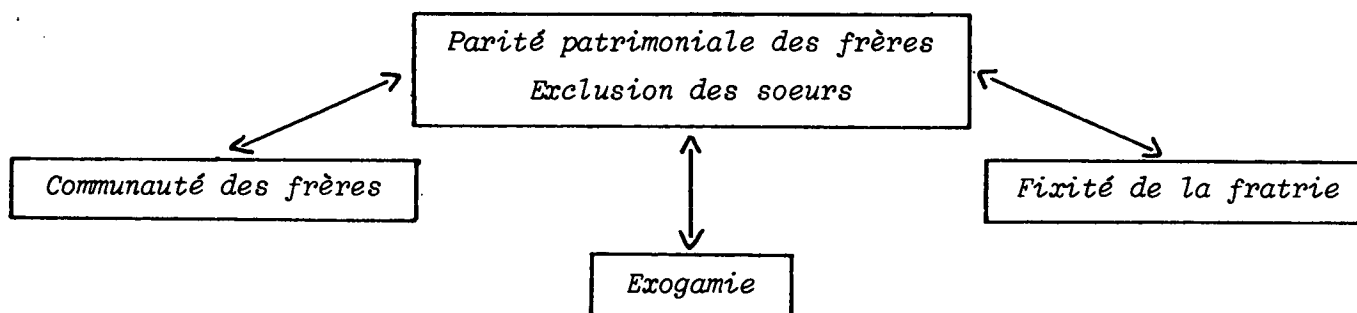 Parité patrimoniale des frères
Exclusion des soeurs
Communauté des frères
Fixité de la fratrie
Exogamie